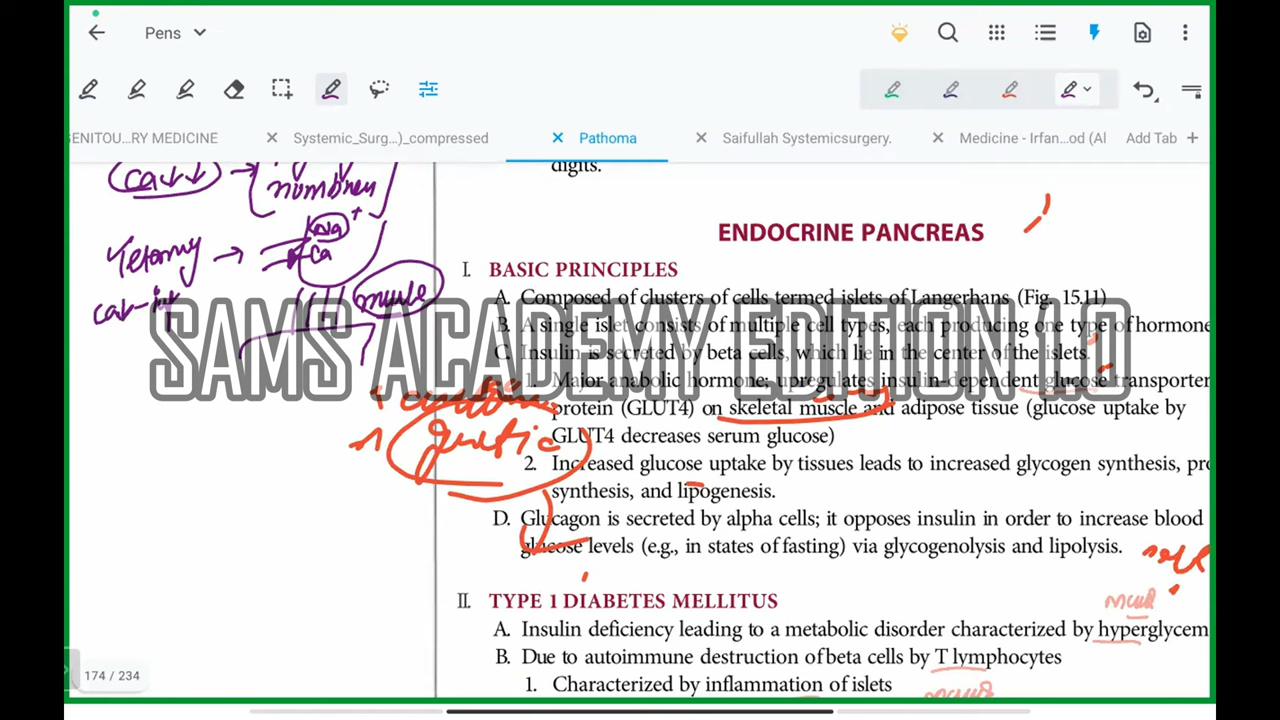 Pens
GENITOU...RY MEDICINE
Systemic_Surg...)_compressed
Pathoma
Saifullah Systemicsurgery.
Medicine - Irfan...od (Al
Add Tab
digits.
ca↓↓ →
number
Tetany →
Na+
Ca
muscle
ENDOCRINE PANCREAS
I. BASIC PRINCIPLES
A. Composed of clusters of cells termed islets of Langerhans (Fig. 15.11)
B. A single islet consists of multiple cell types, each producing one type of hormone
C. Insulin is secreted by beta cells, which lie in the center of the islets.
SAMS ACADEMY EDITION 1.0
1. Major anabolic hormone; upregulates insulin-dependent glucose transporter
protein (GLUT4) on skeletal muscle and adipose tissue (glucose uptake by
GLUT4 decreases serum glucose)
genetic
2. Increased glucose uptake by tissues leads to increased glycogen synthesis, pro
synthesis, and lipogenesis.
D. Glucagon is secreted by alpha cells; it opposes insulin in order to increase blood
glucose levels (e.g., in states of fasting) via glycogenolysis and lipolysis.
II. TYPE 1 DIABETES MELLITUS
A. Insulin deficiency leading to a metabolic disorder characterized by hyperglycem
B. Due to autoimmune destruction of beta cells by T lymphocytes
1. Characterized by inflammation of islets
174 / 234